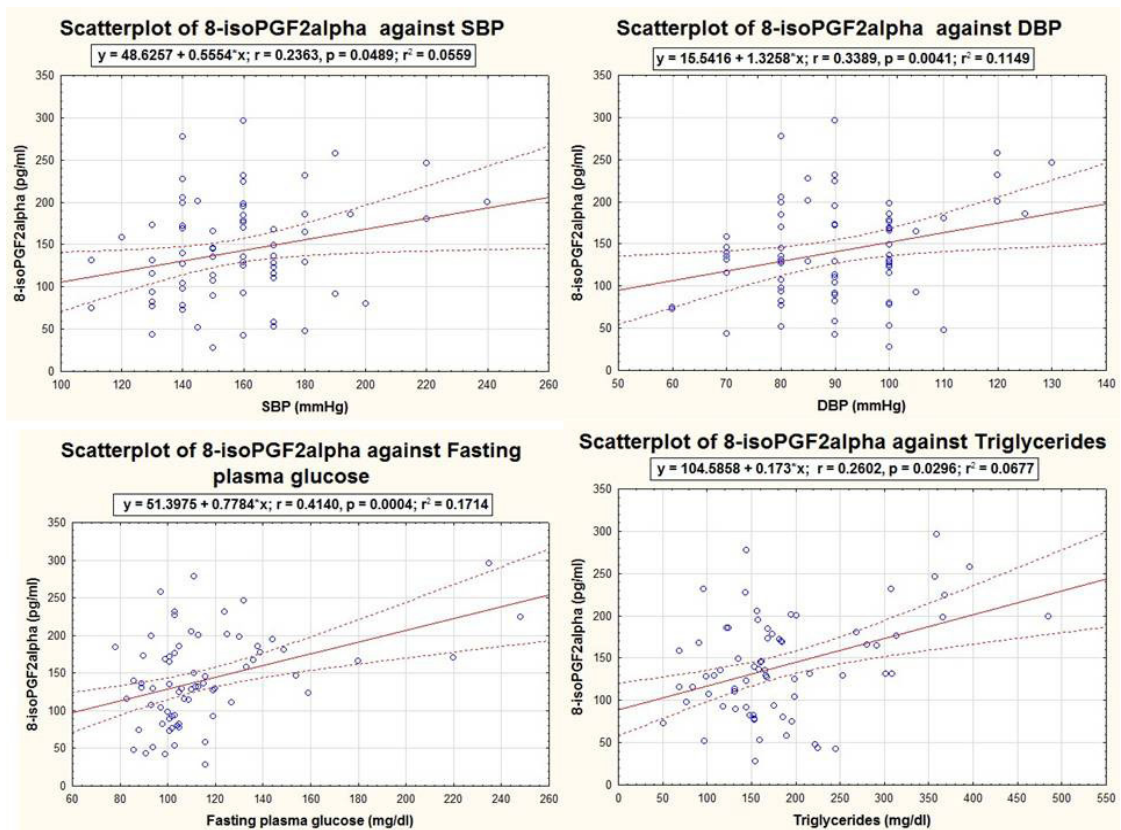 Scatterplot of 8-isoPGF2alpha against SBP
y = 48.6257 + 0.5554*x; r = 0.2363, p = 0.0489; r² = 0.0559
350
300
250
200
150
100
50
0
8-isoPGF2alpha (pg/ml)
100 120 140 160 180 200 220 240 260
SBP (mmHg)
Scatterplot of 8-isoPGF2alpha against DBP
y = 15.5416 + 1.3258*x; r = 0.3389, p = 0.0041; r² = 0.1149
350
300
250
200
150
100
50
0
8-isoPGF2alpha (pg/ml)
50 60 70 80 90 100 110 120 130 140
DBP (mmHg)
Scatterplot of 8-isoPGF2alpha against Fasting
plasma glucose
y = 51.3975 + 0.7784*x; r = 0.4140, p = 0.0004; r² = 0.1714
350
300
250
200
150
100
50
0
8-isoPGF2alpha (pg/ml)
60 80 100 120 140 160 180 200 220 240 260
Fasting plasma glucose (mg/dl)
Scatterplot of 8-isoPGF2alpha against Triglycerides
y = 104.5858 + 0.173*x; r = 0.2602, p = 0.0296; r² = 0.0677
350
300
250
200
150
100
50
0
8-isoPGF2alpha (pg/ml)
0 50 100 150 200 250 300 350 400 450 500 550
Triglycerides (mg/dl)